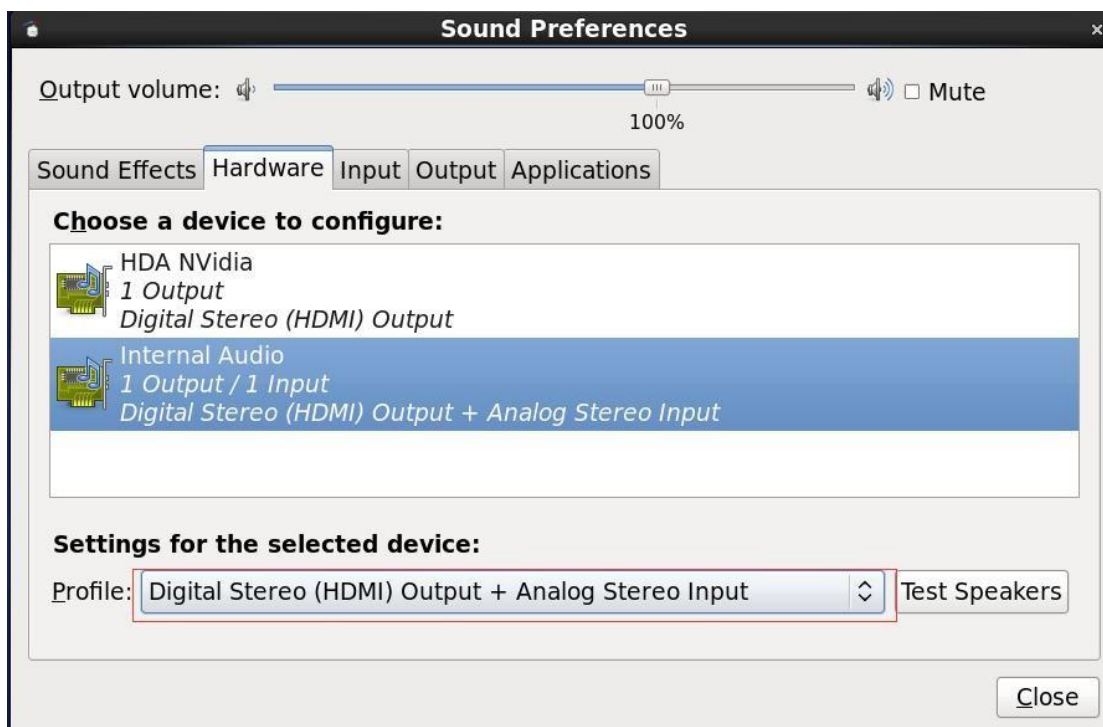 Sound Preferences
Output volume:
Mute
100%
Sound Effects Hardware Input Output Applications
Choose a device to configure:
HDA NVidia
1 Output
Digital Stereo (HDMI) Output
Internal Audio
1 Output / 1 Input
Digital Stereo (HDMI) Output + Analog Stereo Input
Settings for the selected device:
Profile: Digital Stereo (HDMI) Output + Analog Stereo Input Test Speakers
Close